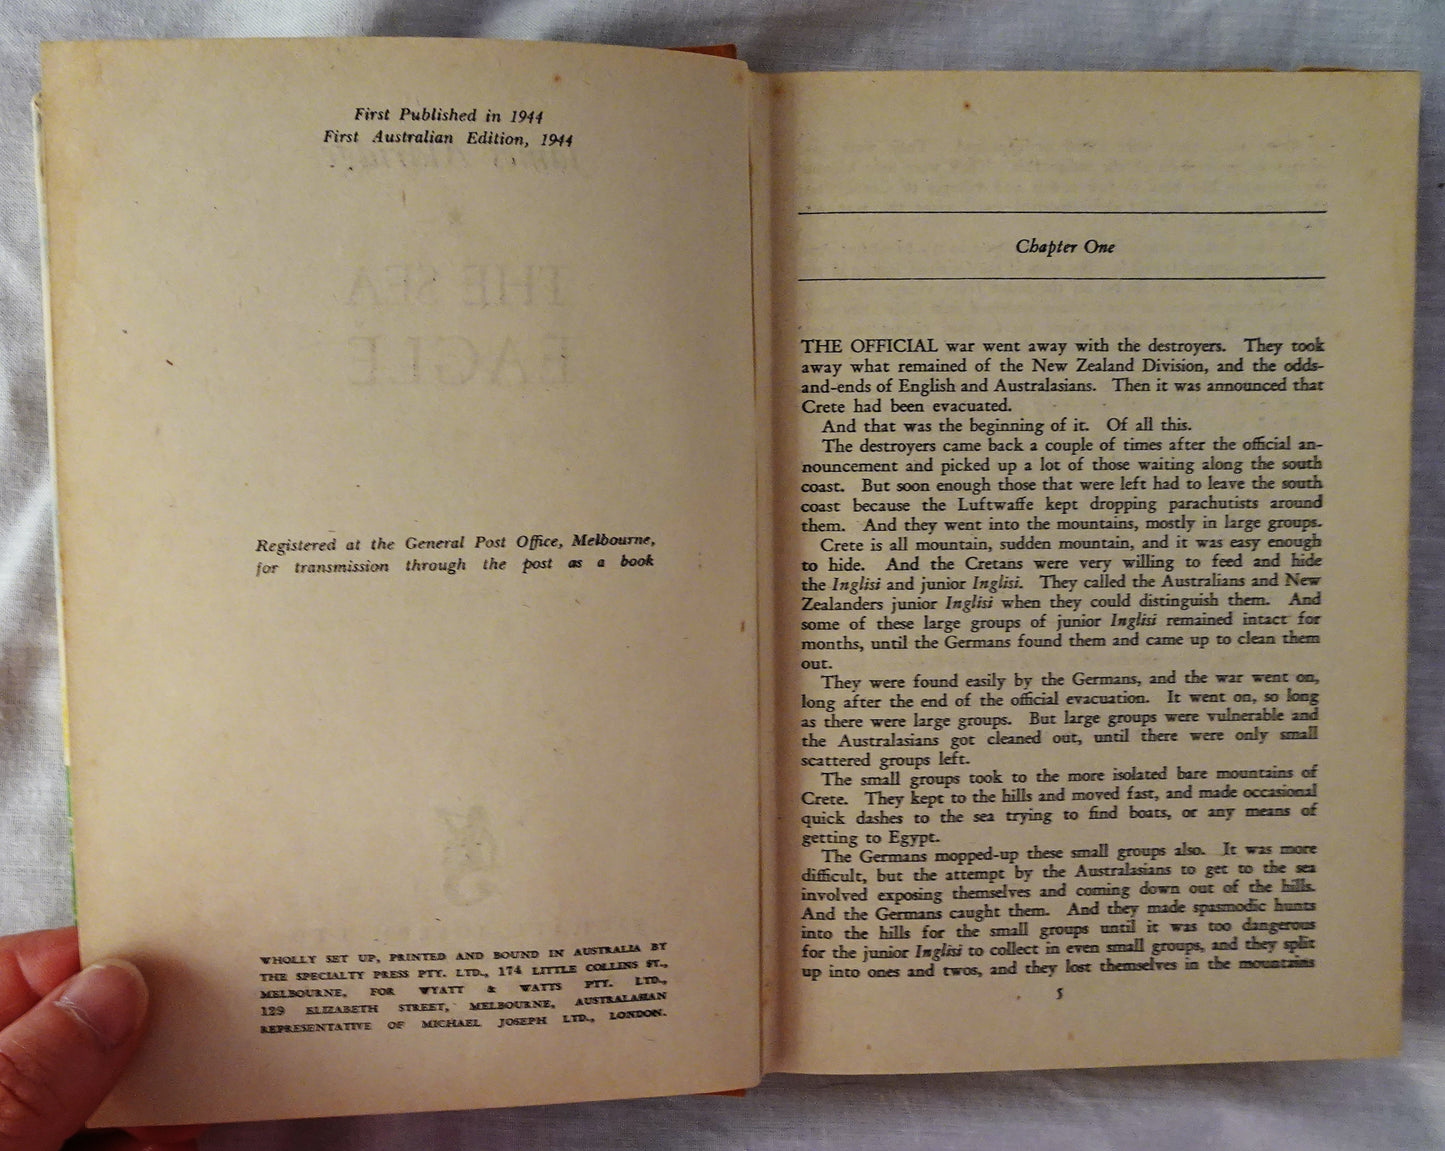 First Published in 1944
First Australian Edition, 1944
THE SEA
EAGLE
Registered at the General Post Office, Melbourne,
for transmission through the post as a book
WHOLLY SET UP, PRINTED AND BOUND IN AUSTRALIA BY
THE SPECIALTY PRESS PTY. LTD., 174 LITTLE COLLINS ST.,
MELBOURNE, FOR WYATT & WATTS PTY. LTD.,
129 ELIZABETH STREET, MELBOURNE, AUSTRALASIAN
REPRESENTATIVE OF MICHAEL JOSEPH LTD., LONDON.
Chapter One
THE OFFICIAL war went away with the destroyers. They took
away what remained of the New Zealand Division, and the odds-
and-ends of English and Australasians. Then it was announced that
Crete had been evacuated.
And that was the beginning of it. Of all this.
The destroyers came back a couple of times after the official an-
nouncement and picked up a lot of those waiting along the south
coast. But soon enough those that were left had to leave the south
coast because the Luftwaffe kept dropping parachutists around
them. And they went into the mountains, mostly in large groups.
Crete is all mountain, sudden mountain, and it was easy enough
to hide. And the Cretans were very willing to feed and hide
the Inglisi and junior Inglisi. They called the Australians and New
Zealanders junior Inglisi when they could distinguish them. And
some of these large groups of junior Inglisi remained intact for
months, until the Germans found them and came up to clean them
out.
They were found easily by the Germans, and the war went on,
long after the end of the official evacuation. It went on, so long
as there were large groups. But large groups were vulnerable and
the Australasians got cleaned out, until there were only small
scattered groups left.
The small groups took to the more isolated bare mountains of
Crete. They kept to the hills and moved fast, and made occasional
quick dashes to the sea trying to find boats, or any means of
getting to Egypt.
The Germans mopped-up these small groups also. It was more
difficult, but the attempt by the Australasians to get to the sea
involved exposing themselves and coming down out of the hills.
And the Germans caught them. And they made spasmodic hunts
into the hills for the small groups until it was too dangerous
for the junior Inglisi to collect in even small groups, and they split
up into ones and twos, and they lost themselves in the mountains
5